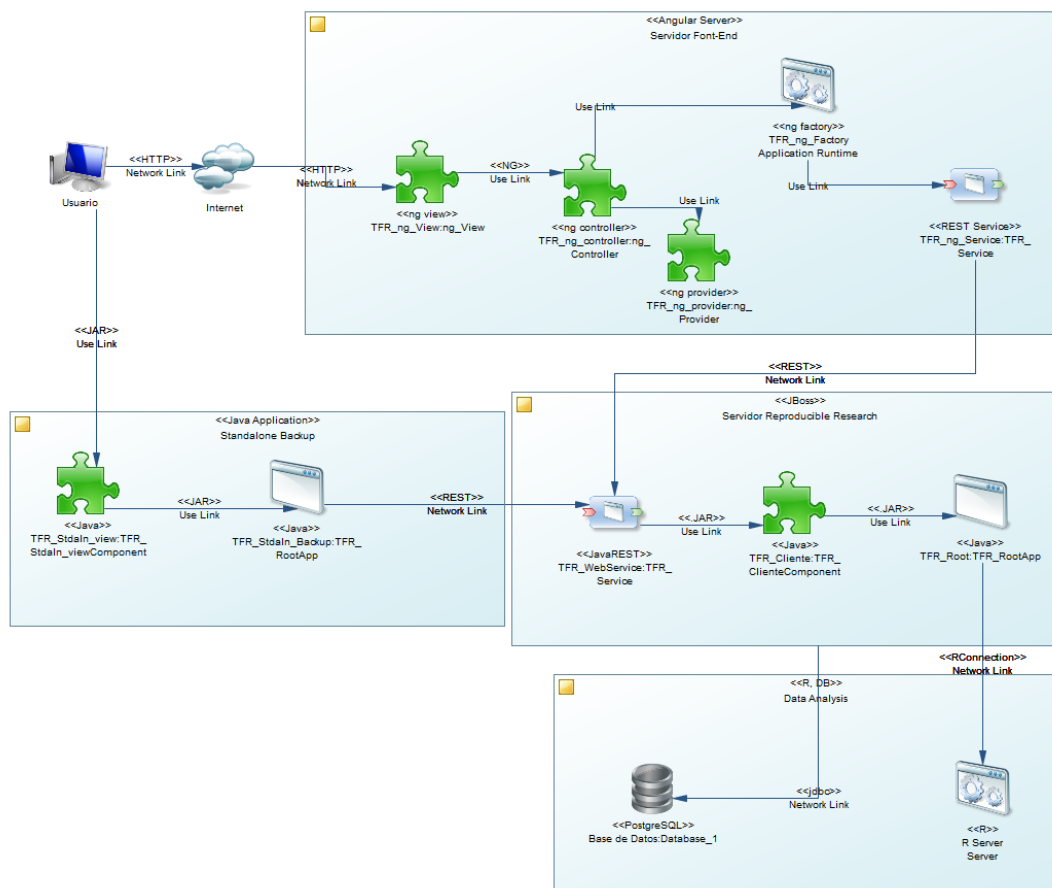 <<Angular Server>>
Servidor Font-End
Use Link
<<ng factory>>
TFR_ng_Factory
Application Runtime
<<HTTP>>
Network Link
<<HTTP>>
Network Link
<<NG>>
Use Link
Use Link
Use Link
Usuario
Internet
<<ng view>>
TFR_ng_View:ng_View
<<ng controller>>
TFR_ng_controller:ng_
Controller
<<REST Service>>
TFR_ng_Service:TFR_
Service
<<ng provider>>
TFR_ng_provider:ng_
Provider
<<JAR>>
Use Link
<<REST>>
Network Link
<<JBoss>>
Servidor Reproducible Research
<<Java Application>>
Standalone Backup
<<JAR>>
Use Link
<<REST>>
Network Link
<<.JAR>>
Use Link
<<.JAR>>
Use Link
<<Java>>
TFR_Stdaln_view:TFR_
Stdaln_viewComponent
<<Java>>
TFR_Stdaln_Backup:TFR_
RootApp
<<JavaREST>>
TFR_WebService:TFR_
Service
<<Java>>
TFR_Cliente:TFR_
ClienteComponent
<<Java>>
TFR_Root:TFR_RootApp
<<RConnection>>
Network Link
<<R, DB>>
Data Analysis
<<jdbc>>
Network Link
<<PostgreSQL>>
Base de Datos:Database_1
<<R>>
R Server
Server